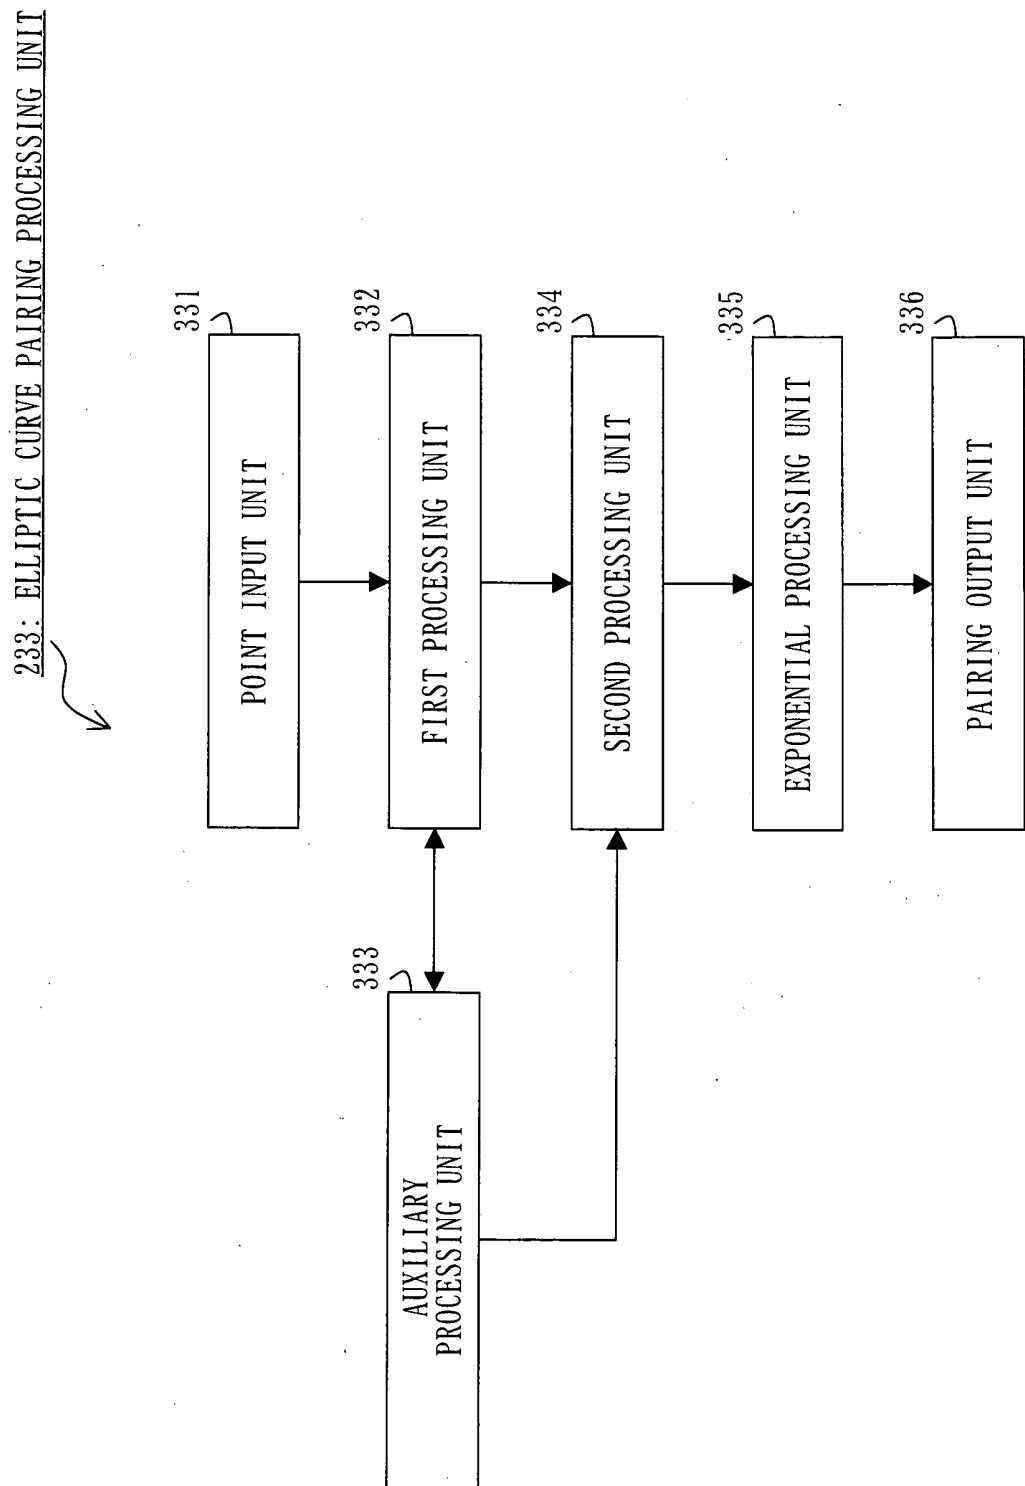 233: ELLIPTIC CURVE PAIRING PROCESSING UNIT
331
POINT INPUT UNIT
332
FIRST PROCESSING UNIT
333
AUXILIARY
PROCESSING UNIT
334
SECOND PROCESSING UNIT
335
EXPONENTIAL PROCESSING UNIT
336
PAIRING OUTPUT UNIT